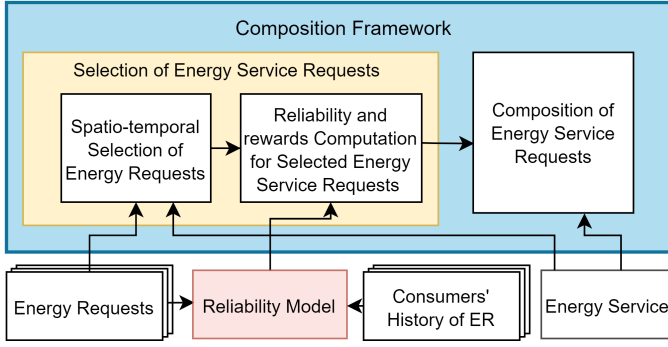 Composition Framework
Selection of Energy Service Requests
Spatio-temporal
Selection of
Energy Requests
Reliability and
rewards Computation
for Selected Energy
Service Requests
Composition of
Energy Service
Requests
Energy Requests
Reliability Model
Consumers'
History of ER
Energy Service